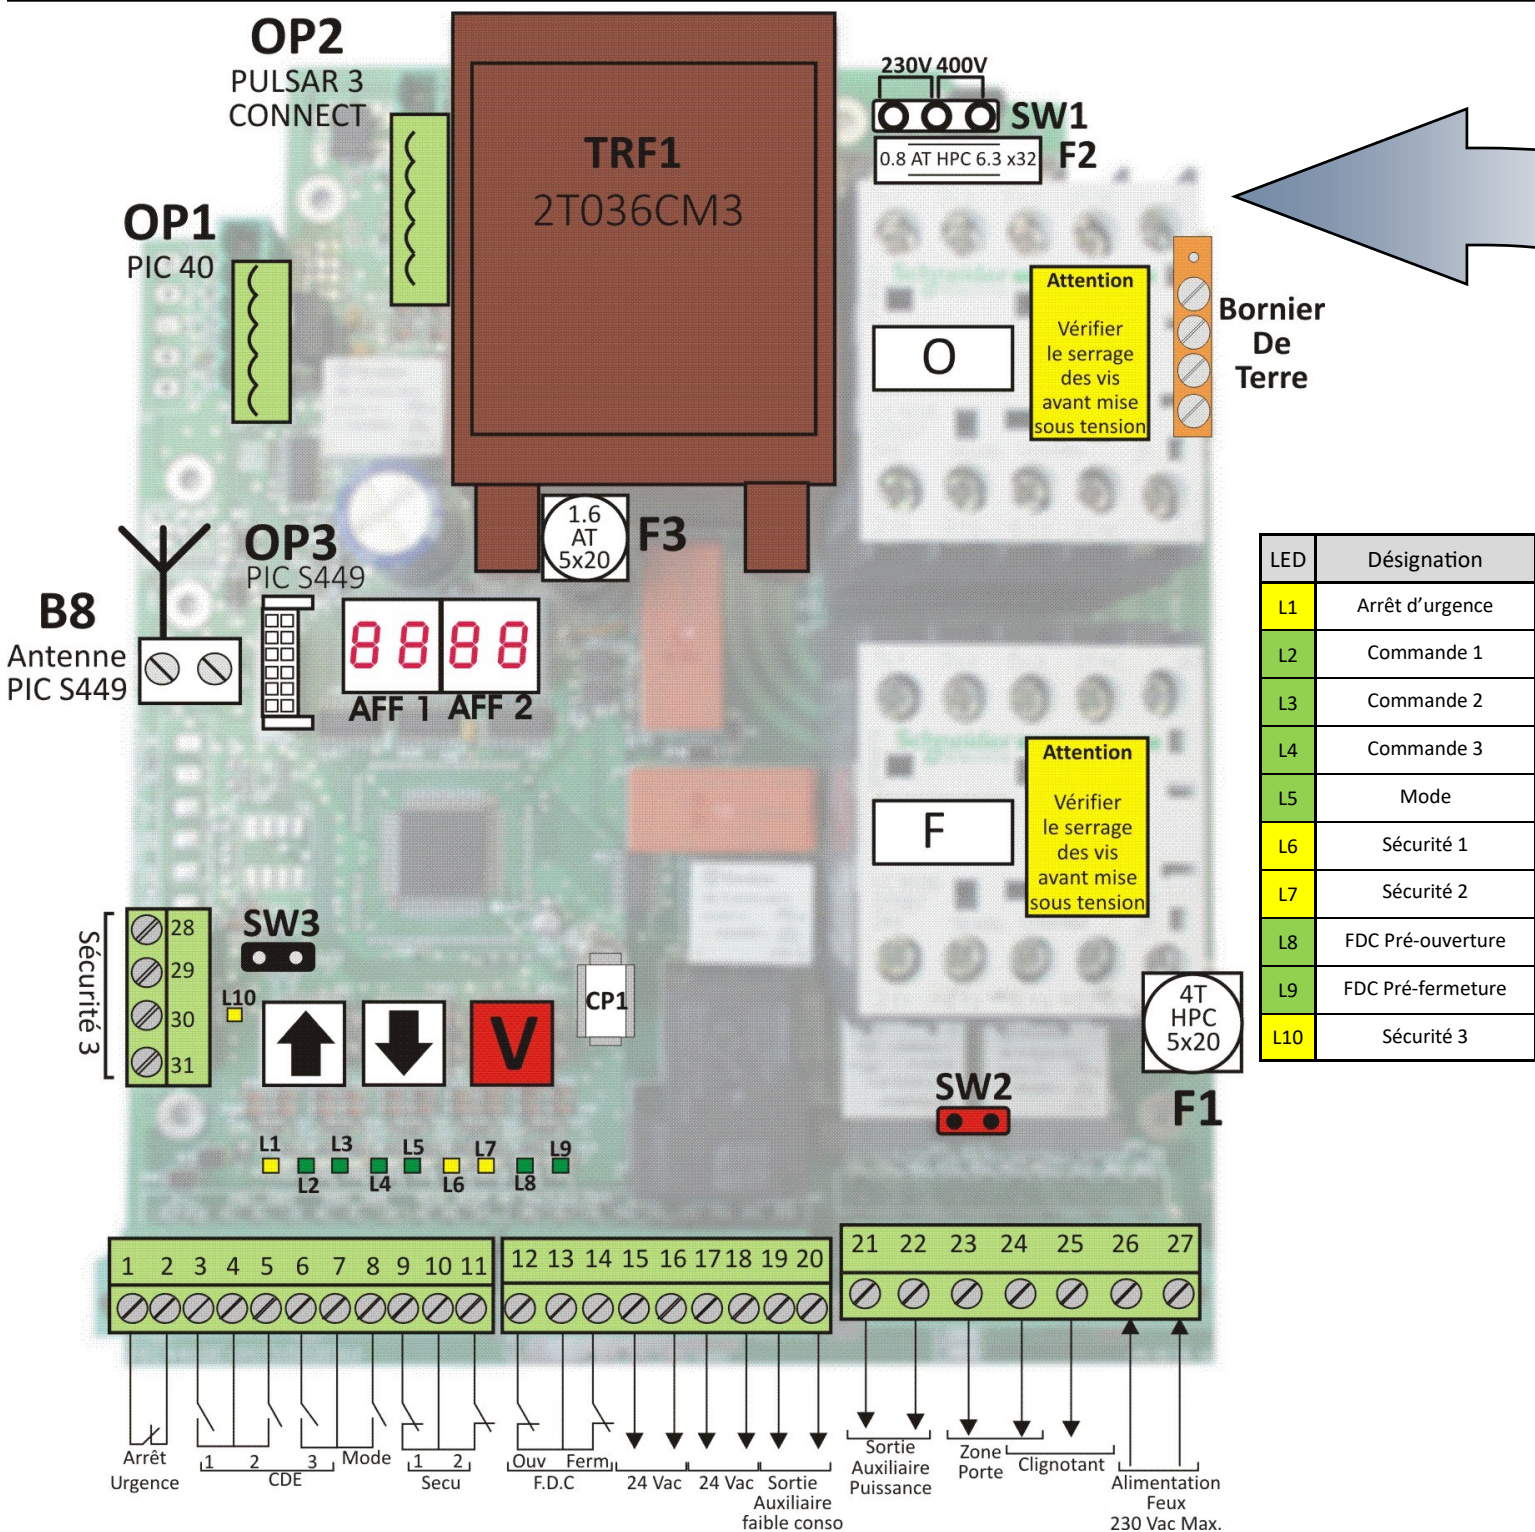 OP2
PULSAR 3
CONNECT
230V 400V
SW1
0.8 AT HPC 6.3 x32
F2
TRF1
2T036CM3
OP1
PIC 40
Schneider
Attention
Vérifier
le serrage
des vis
avant mise
sous tension
O
Bornier
De
Terre
1.6
AT
5x20
F3
OP3
PIC S449
B8
Antenne
PIC S449
88 88
AFF 1 AFF 2
LED Désignation
L1 Arrêt d'urgence
L2 Commande 1
L3 Commande 2
L4 Commande 3
L5 Mode
L6 Sécurité 1
L7 Sécurité 2
L8 FDC Pré-ouverture
L9 FDC Pré-fermeture
L10 Sécurité 3
Schneider
Attention
Vérifier
le serrage
des vis
avant mise
sous tension
F
Sécurité 3
28
29
30
31
SW3
L10
V
CP1
4T
HPC
5x20
F1
SW2
L1 L3 L5 L7 L9
L2 L4 L6 L8
1 2 3 4 5 6 7 8 9 10 11
12 13 14 15 16 17 18 19 20
21 22 23 24 25 26 27
Arrêt
Urgence
1 2 3
CDE
Mode
1 2
Secu
Ouv Ferm
F.D.C
24 Vac
24 Vac
Sortie
Auxiliaire
faible conso
Sortie
Auxiliaire
Puissance
Zone
Porte
Clignotant
Alimentation
Feux
230 Vac Max.